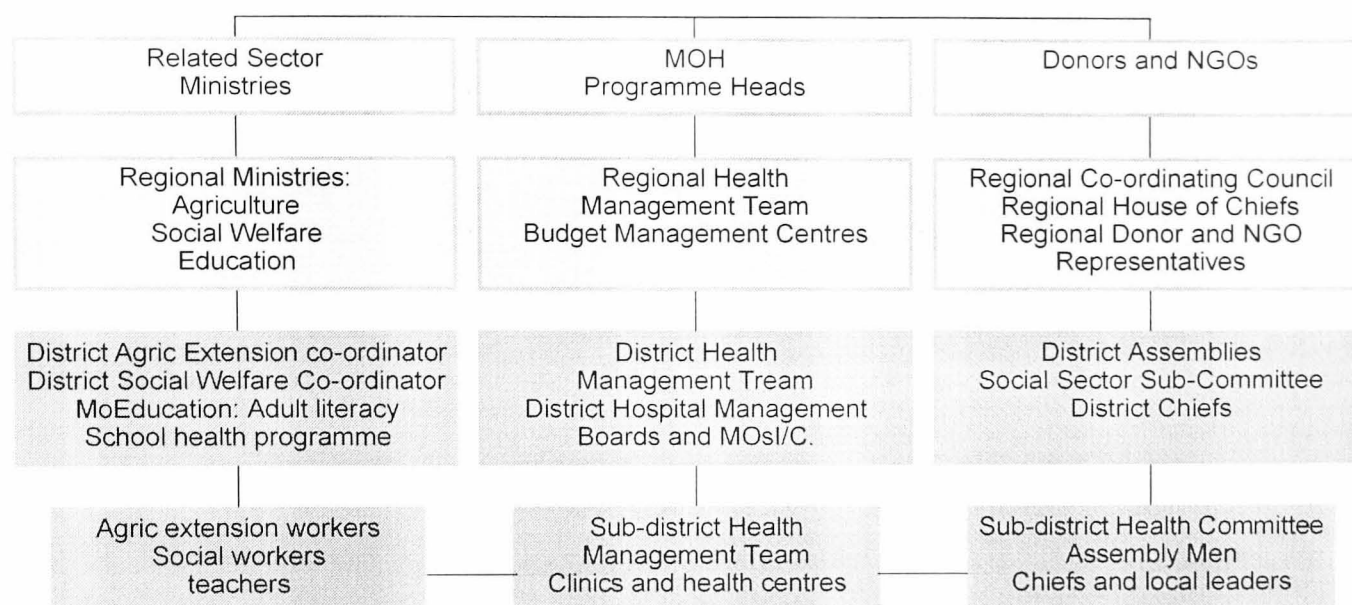 Related Sector
Ministries
MOH
Programme Heads
Donors and NGOs
Regional Ministries:
Agriculture
Social Welfare
Education
Regional Health
Management Team
Budget Management Centres
Regional Co-ordinating Council
Regional House of Chiefs
Regional Donor and NGO
Representatives
District Agric Extension co-ordinator
District Social Welfare Co-ordinator
MoEducation: Adult literacy
School health programme
District Health
Management Tream
District Hospital Management
Boards and MOsI/C.
District Assemblies
Social Sector Sub-Committee
District Chiefs
Agric extension workers
Social workers
teachers
Sub-district Health
Management Team
Clinics and health centres
Sub-district Health Committee
Assembly Men
Chiefs and local leaders